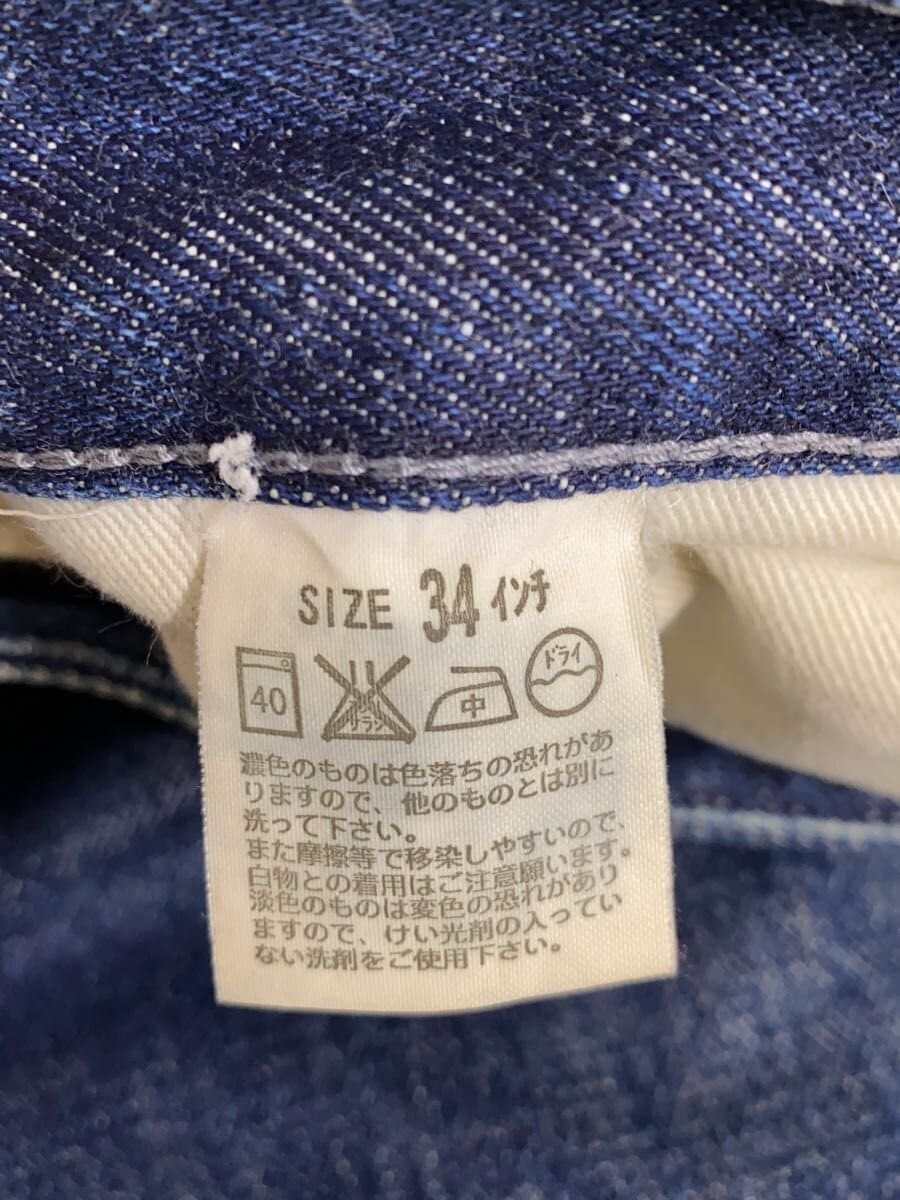 SIZE 34 インチ
40 サラシ 中 ドライ
濃色のものは色落ちの恐れがあ
りますので、他のものとは別に
洗って下さい。
また摩擦等で移染しやすいので、
白物との着用はご注意願います。
淡色のものは変色の恐れがあり
ますので、けい光剤の入ってい
ない洗剤をご使用下さい。